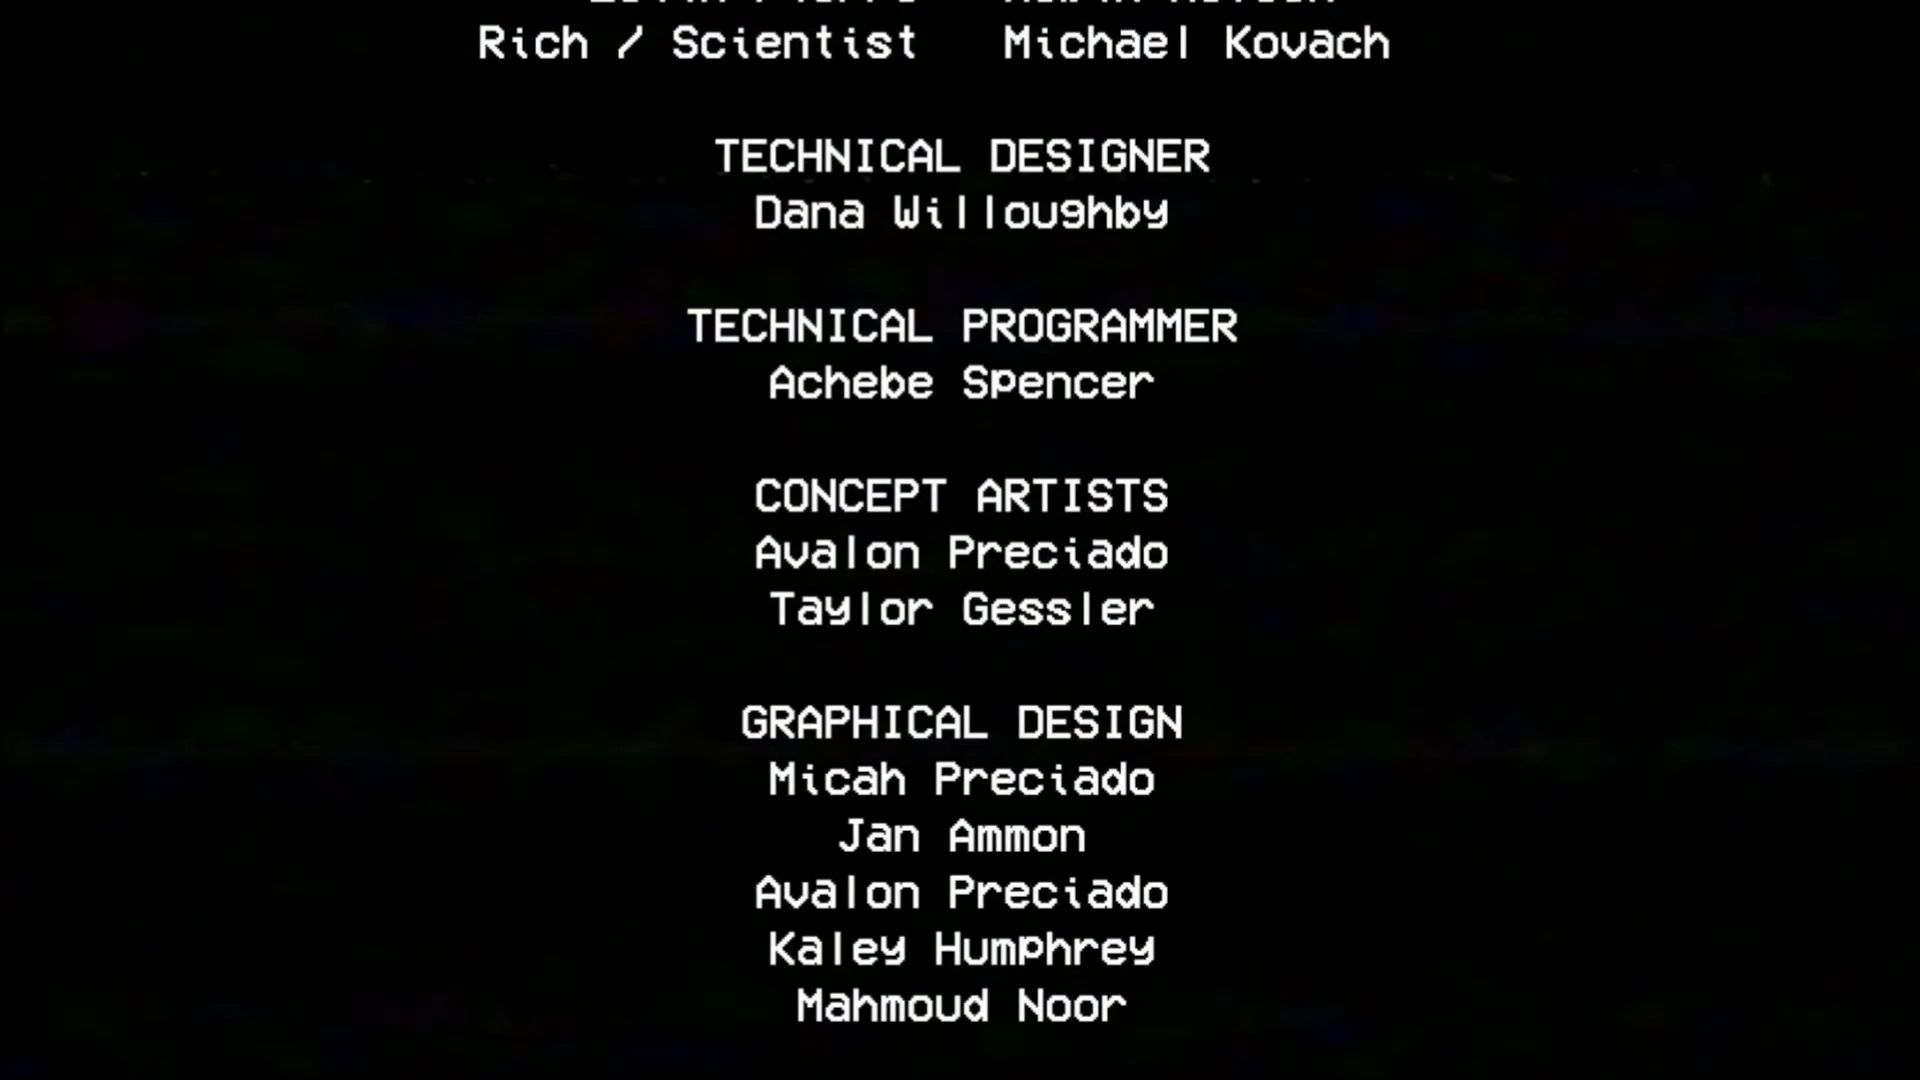 Rich / Scientist Michael Kovach
TECHNICAL DESIGNER
Dana Willoughby
TECHNICAL PROGRAMMER
Achebe Spencer
CONCEPT ARTISTS
Avalon Preciado
Taylor Gessler
GRAPHICAL DESIGN
Micah Preciado
Jan Ammon
Avalon Preciado
Kaley Humphrey
Mahmoud Noor